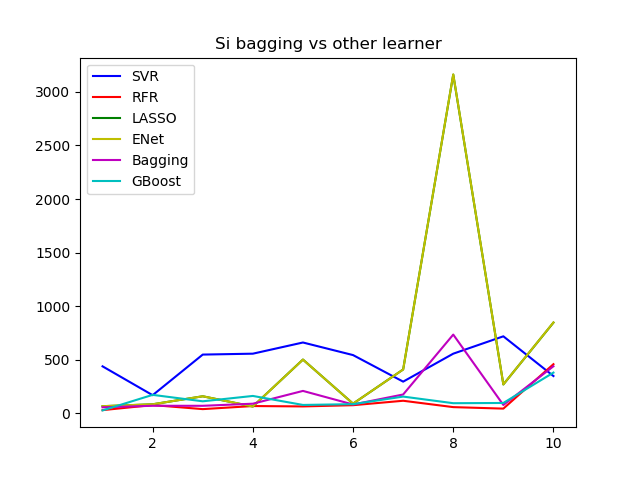 Si bagging vs other learner
SVR
RFR
LASSO
ENet
Bagging
GBoost
3000
2500
2000
1500
1000
500
0
2 4 6 8 10